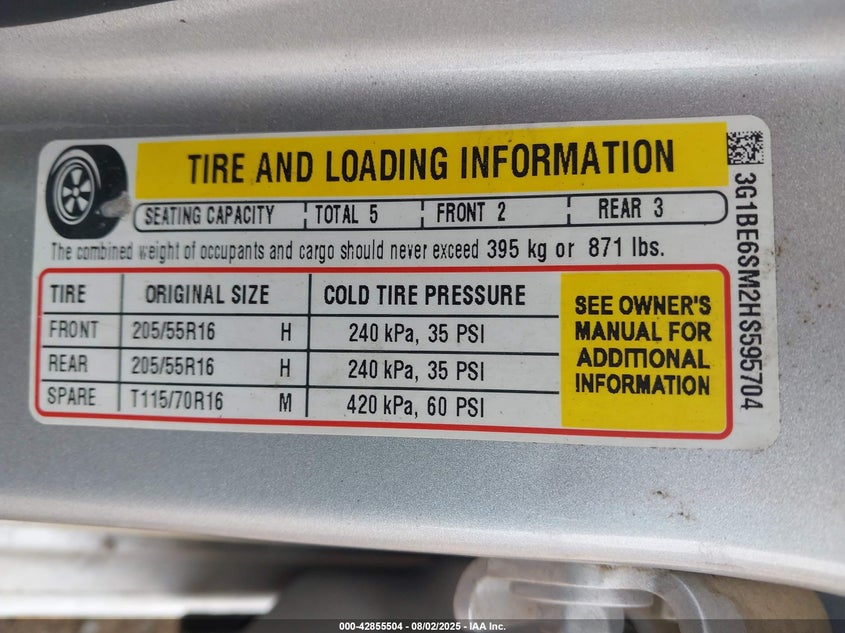 TIRE AND LOADING INFORMATION
SEATING CAPACITY TOTAL 5 FRONT 2 REAR 3
The combined weight of occupants and cargo should never exceed 395 kg or 871 lbs.
TIRE ORIGINAL SIZE COLD TIRE PRESSURE
FRONT 205/55R16 H 240 kPa, 35 PSI
REAR 205/55R16 H 240 kPa, 35 PSI
SPARE T115/70R16 M 420 kPa, 60 PSI
SEE OWNER'S
MANUAL FOR
ADDITIONAL
INFORMATION
3G1BE6SM2HS595704
000-42855504 | 08/02/2025 - IAA Inc.